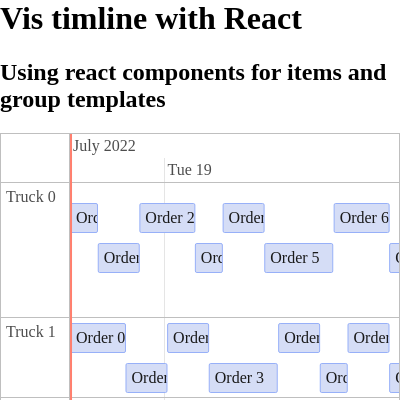 Vis timline with React
Using react components for items and
group templates
July 2022
Tue 19
Truck 0
Ord
Order 2
Order
Order 6
Order
Ord
Order 5
Truck 1
Order 0
Order
Order
Order
Order
Order 3
Ord